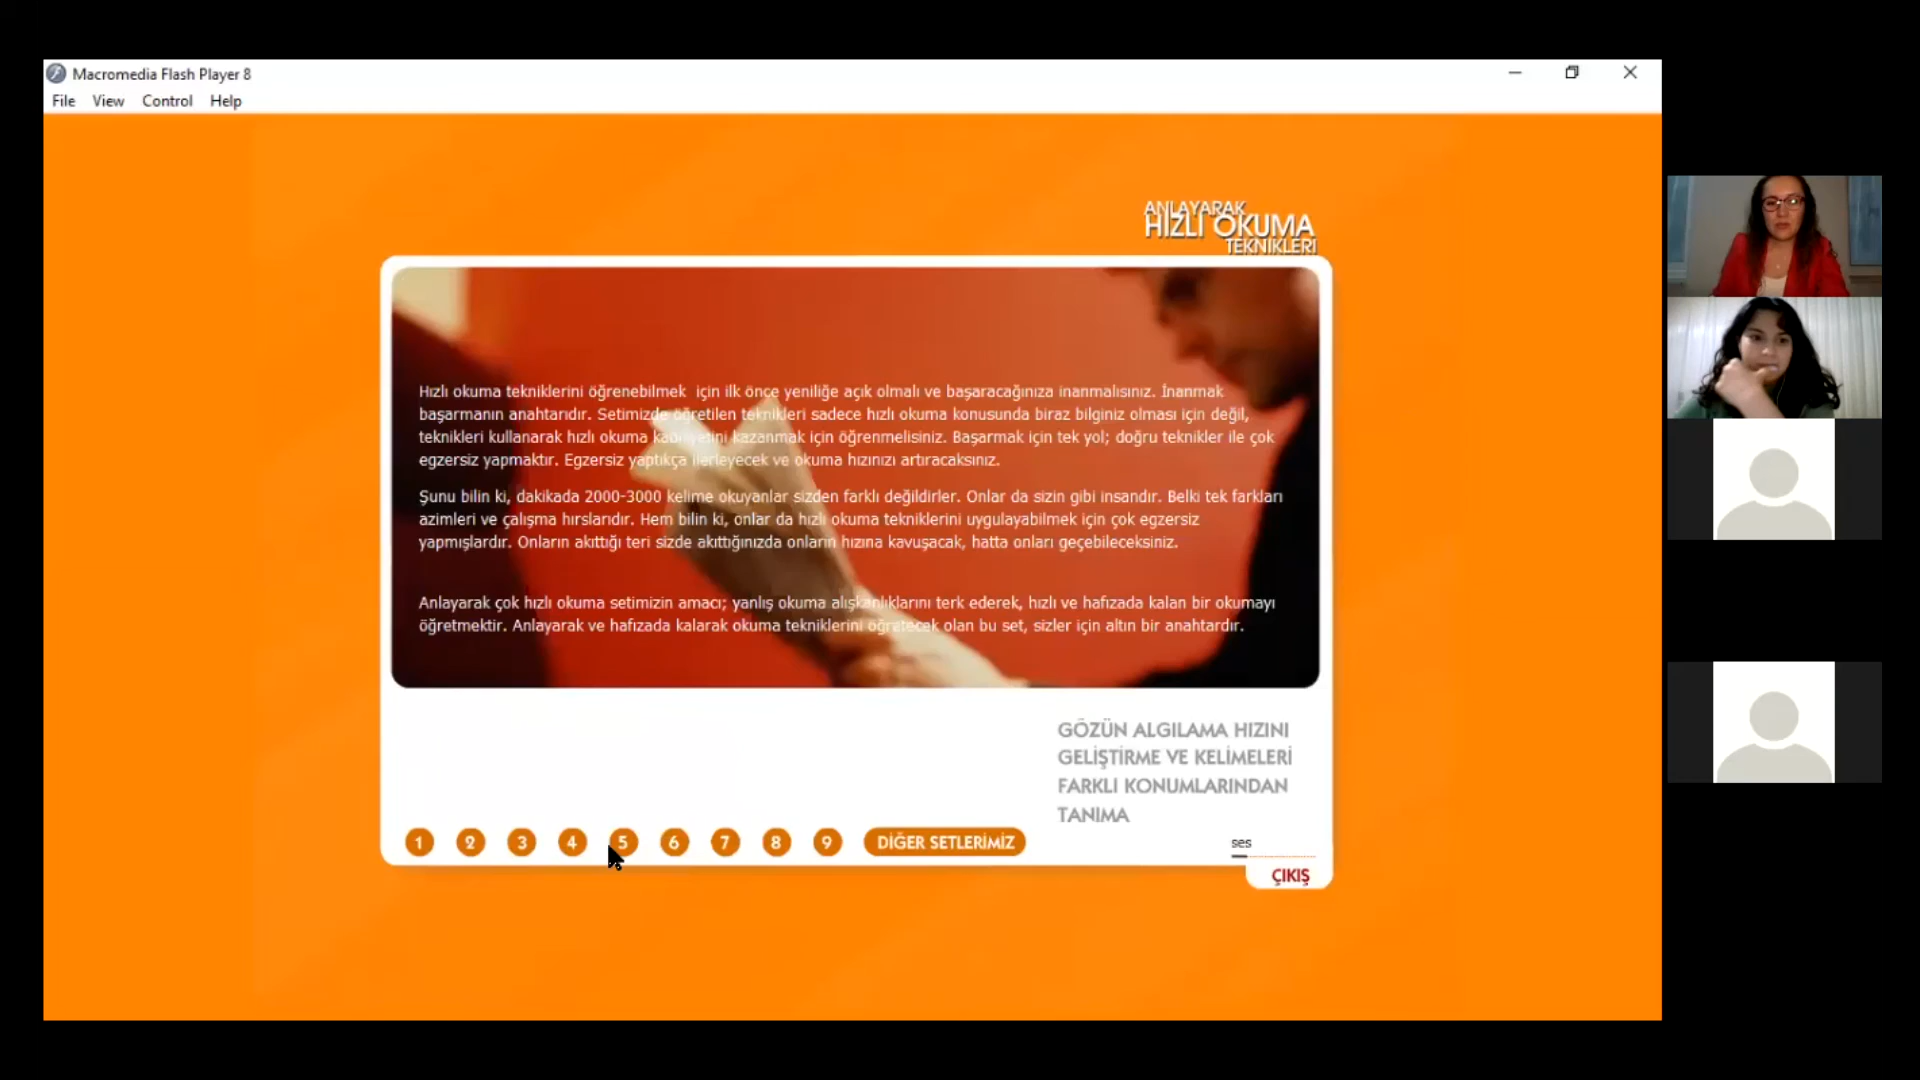 Macromedia Flash Player 8
File View Control Help
ANLAYARAK
HIZLI OKUMA
TEKNİKLERİ
Hızlı okuma tekniklerini öğrenebilmek için ilk önce yeniliğe açık olmalı ve başaracağınıza inanmalısınız. İnanmak
başarmanın anahtarıdır. Setimizde öğretilen teknikleri sadece hızlı okuma konusunda biraz bilginiz olması için değil,
teknikleri kullanarak hızlı okuma kabiliyetini kazanmak için öğrenmelisiniz. Başarmak için tek yol; doğru teknikler ile çok
egzersiz yapmaktır. Egzersiz yaptıkça ilerleyecek ve okuma hızınızı artıracaksınız.
Şunu bilin ki, dakikada 2000-3000 kelime okuyanlar sizden farklı değildirler. Onlar da sizin gibi insandır. Belki tek farkları
azimleri ve çalışma hırslarıdır. Hem bilin ki, onlar da hızlı okuma tekniklerini uygulayabilmek için çok egzersiz
yapmışlardır. Onların akıttığı teri sizde akıttığınızda onların hızına kavuşacak, hatta onları geçebileceksiniz.
Anlayarak çok hızlı okuma setimizin amacı; yanlış okuma alışkanlıklarını terk ederek, hızlı ve hafızada kalan bir okumayı
öğretmektir. Anlayarak ve hafızada kalarak okuma tekniklerini öğretecek olan bu set, sizler için altın bir anahtardır.
GÖZÜN ALGILAMA HIZINI
GELİŞTİRME VE KELİMELERİ
FARKLI KONUMLARINDAN
TANIMA
1 2 3 4 5 6 7 8 9 DİĞER SETLERİMİZ
ses
ÇIKIŞ